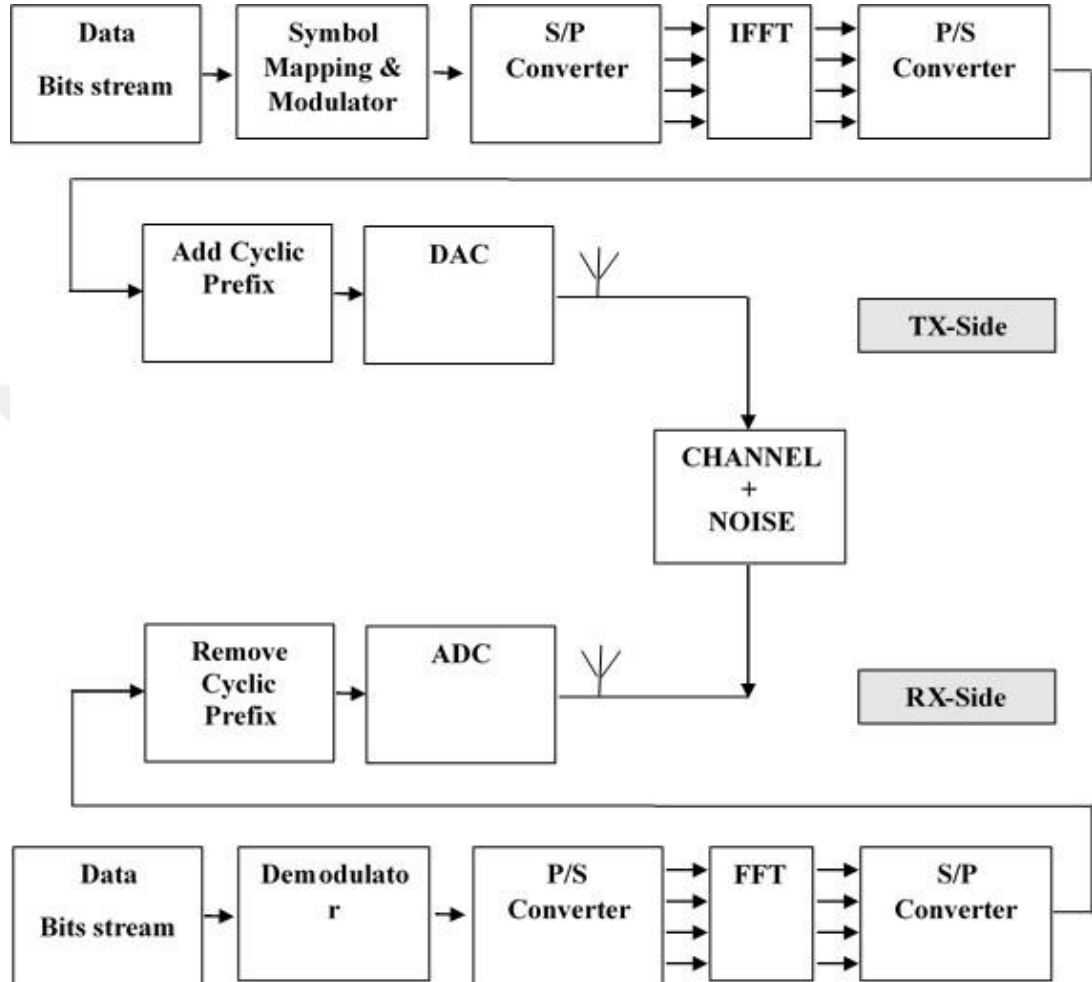 Data
Bits stream
Symbol
Mapping &
Modulator
S/P
Converter
IFFT
P/S
Converter
Add Cyclic
Prefix
DAC
TX-Side
CHANNEL
+
NOISE
Remove
Cyclic
Prefix
ADC
RX-Side
Data
Bits stream
Demodulato
r
P/S
Converter
FFT
S/P
Converter